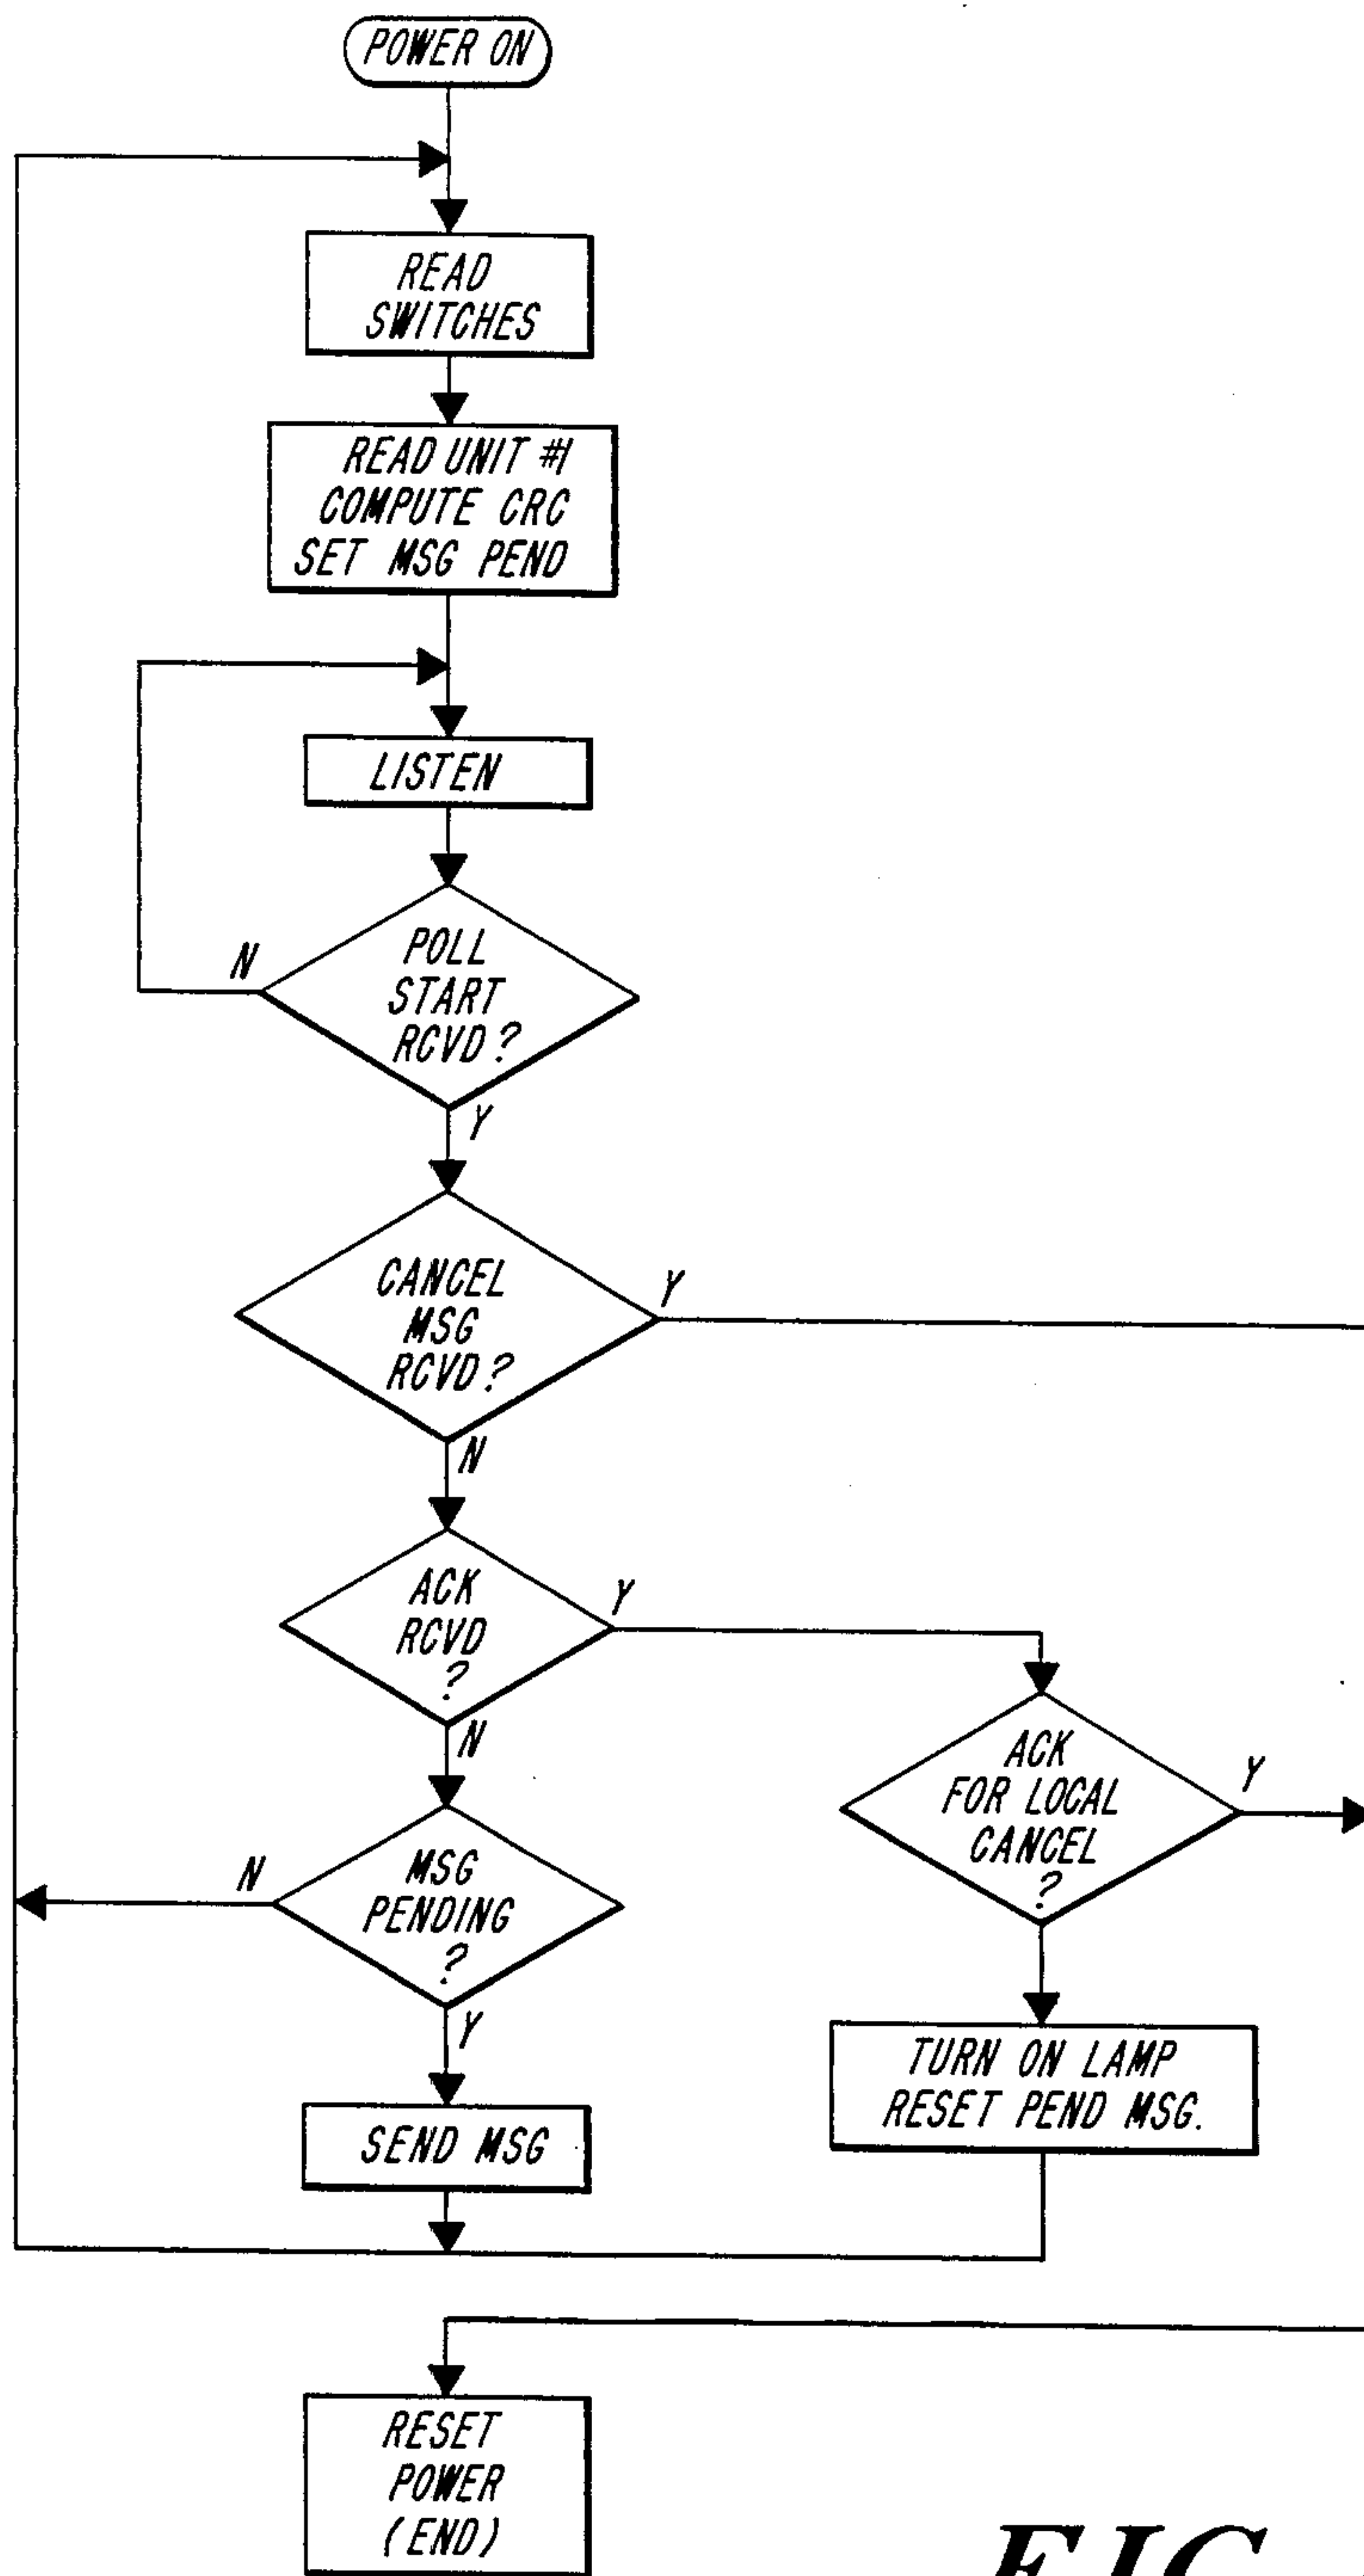 POWER ON
READ
SWITCHES
READ UNIT #1
COMPUTE CRC
SET MSG PEND
LISTEN
POLL
START
RCVD?
N
Y
CANCEL
MSG
RCVD?
Y
N
ACK
RCVD
?
Y
N
ACK
FOR LOCAL
CANCEL
?
Y
MSG
PENDING
?
N
Y
TURN ON LAMP
RESET PEND MSG.
SEND MSG
RESET
POWER
(END)
FIG